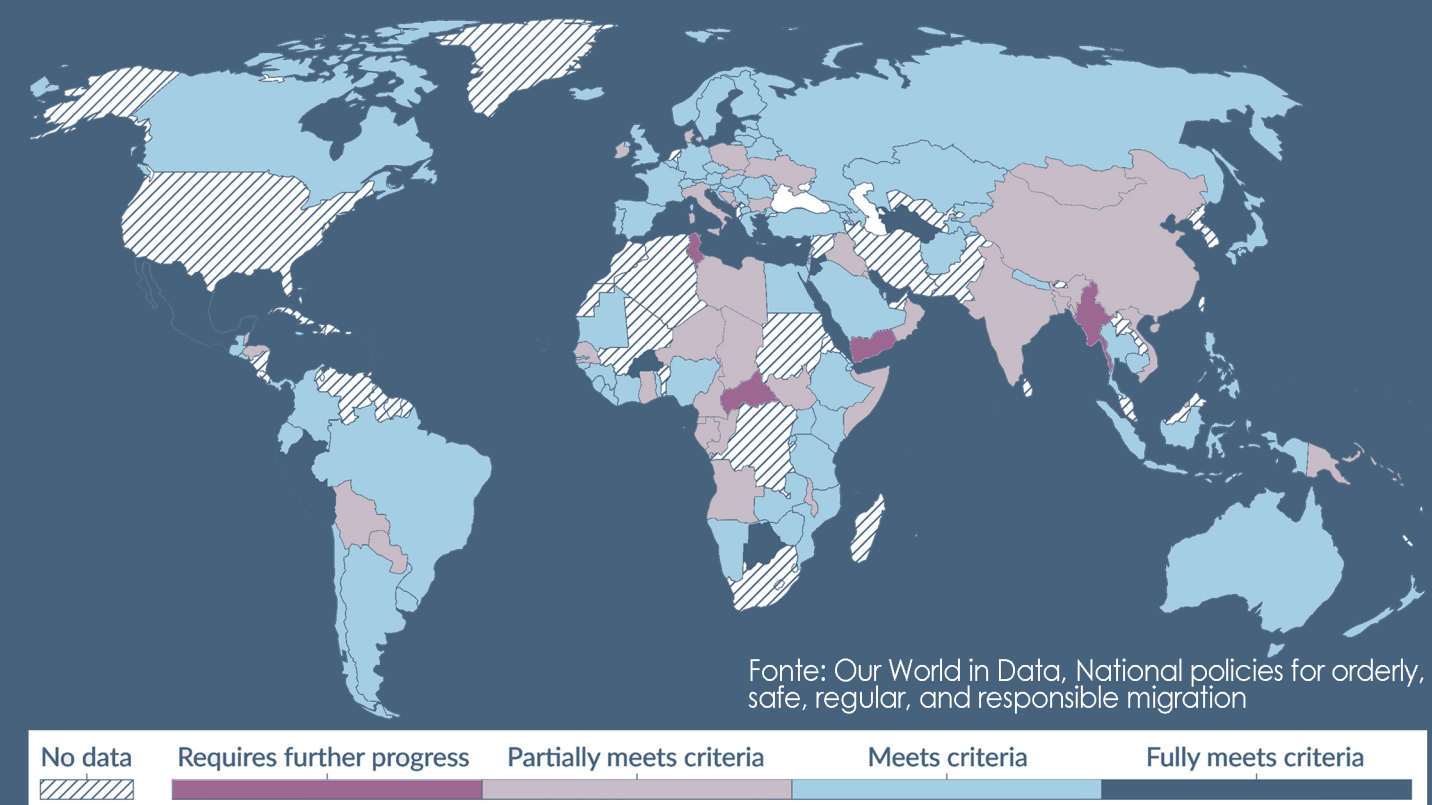 Fonte: Our World in Data, National policies for orderly,
safe, regular, and responsible migration
No data
Requires further progress
Partially meets criteria
Meets criteria
Fully meets criteria